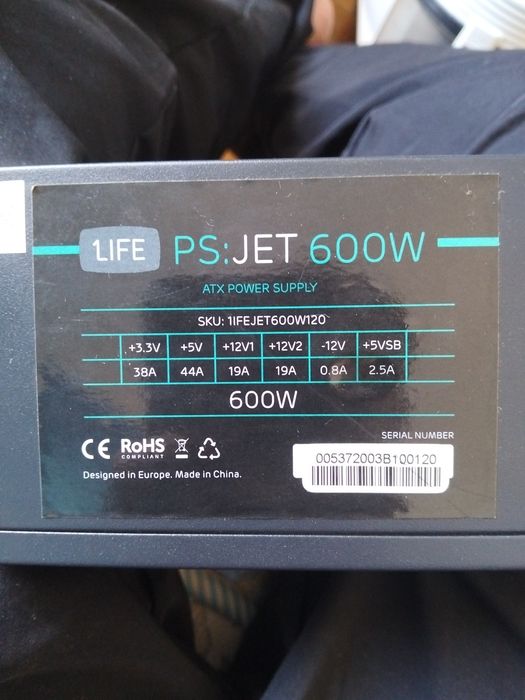 1LIFE PS:JET 600W
ATX POWER SUPPLY
SKU: 1IFEJET600W120
+3.3V +5V +12V1 +12V2 -12V +5VSB
38A 44A 19A 19A 0.8A 2.5A
600W
SERIAL NUMBER
CE RoHS
COMPLIANT
005372003B100120
Designed in Europe. Made in China.